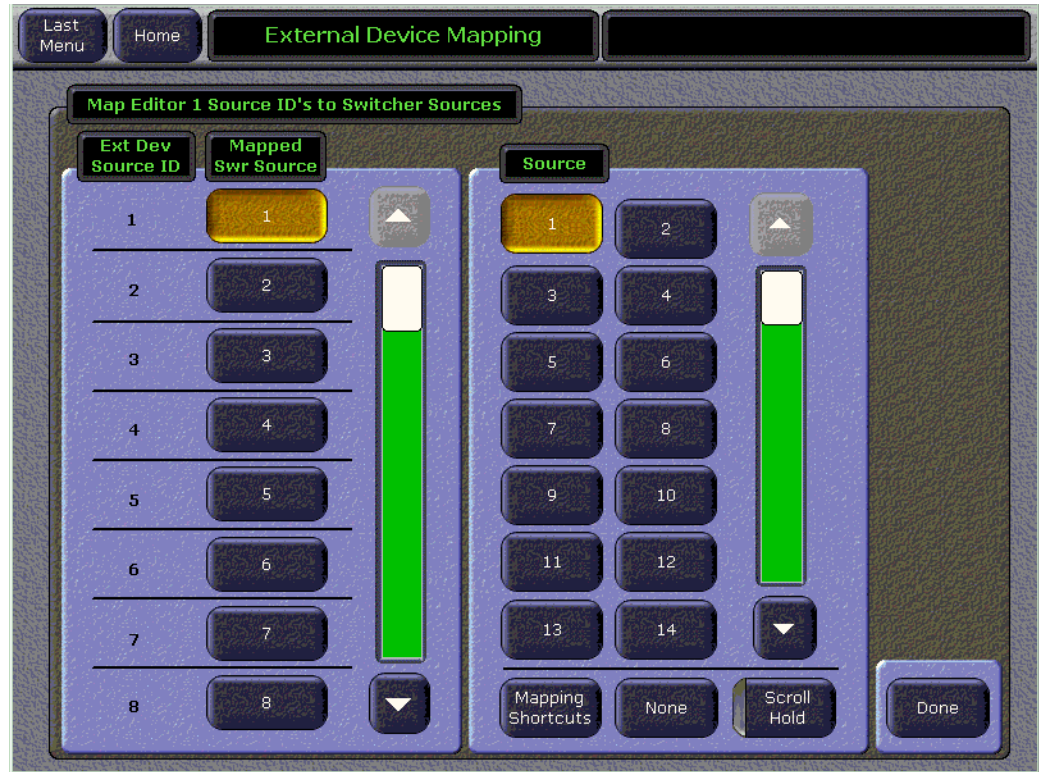 Last
Menu
Home
External Device Mapping
Map Editor 1 Source ID's to Switcher Sources
Ext Dev
Source ID
Mapped
Swr Source
1 1
2 2
3 3
4 4
5 5
6 6
7 7
8 8
Source
1 2
3 4
5 6
7 8
9 10
11 12
13 14
Mapping
Shortcuts
None
Scroll
Hold
Done